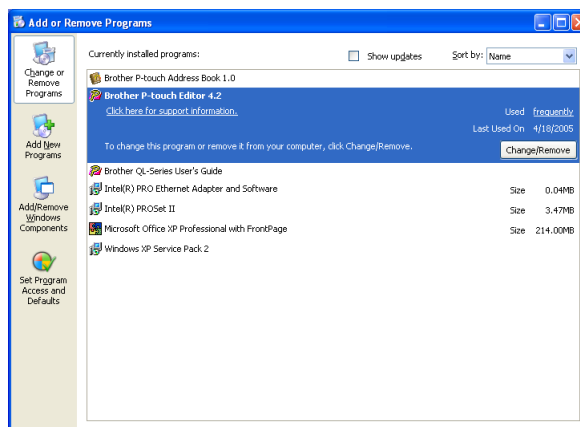 Add or Remove Programs
Change or
Remove
Programs
Add New
Programs
Add/Remove
Windows
Components
Set Program
Access and
Defaults
Currently installed programs:
Show updates
Sort by: Name
Brother P-touch Address Book 1.0
Brother P-touch Editor 4.2
Click here for support information.
Used frequently
Last Used On 4/18/2005
To change this program or remove it from your computer, click Change/Remove.
Change/Remove
Brother QL-Series User's Guide
Intel(R) PRO Ethernet Adapter and Software Size 0.04MB
Intel(R) PROSet II Size 3.47MB
Microsoft Office XP Professional with FrontPage Size 214.00MB
Windows XP Service Pack 2